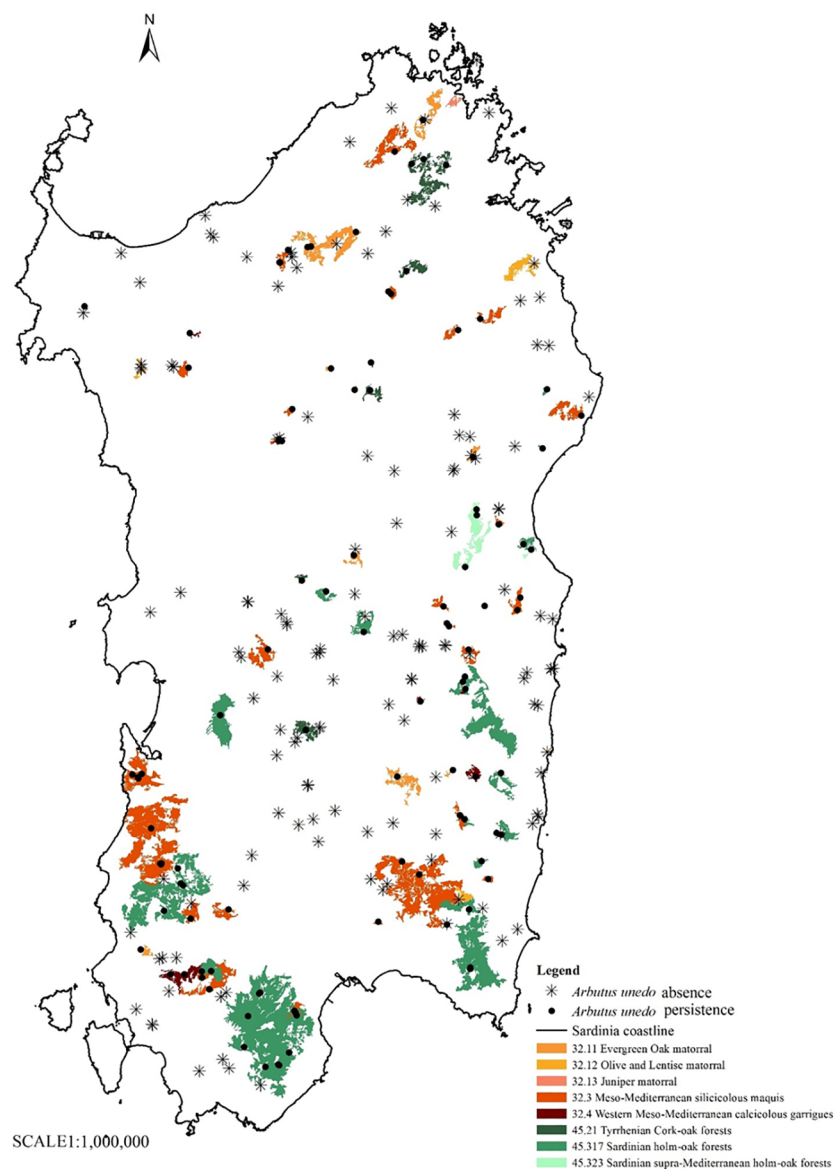 N
Legend
Arbutus unedo absence
Arbutus unedo persistence
Sardinia coastline
32.11 Evergreen Oak matorral
32.12 Olive and Lentisc matorral
32.13 Juniper matorral
32.3 Meso-Mediterranean silicicolous maquis
32.4 Western Meso-Mediterranean calcicolous garrigues
45.21 Tyrrhenian Cork-oak forests
45.317 Sardinian holm-oak forests
45.323 Sardinian supra-Mediterranean holm-oak forests
SCALE1:1,000,000